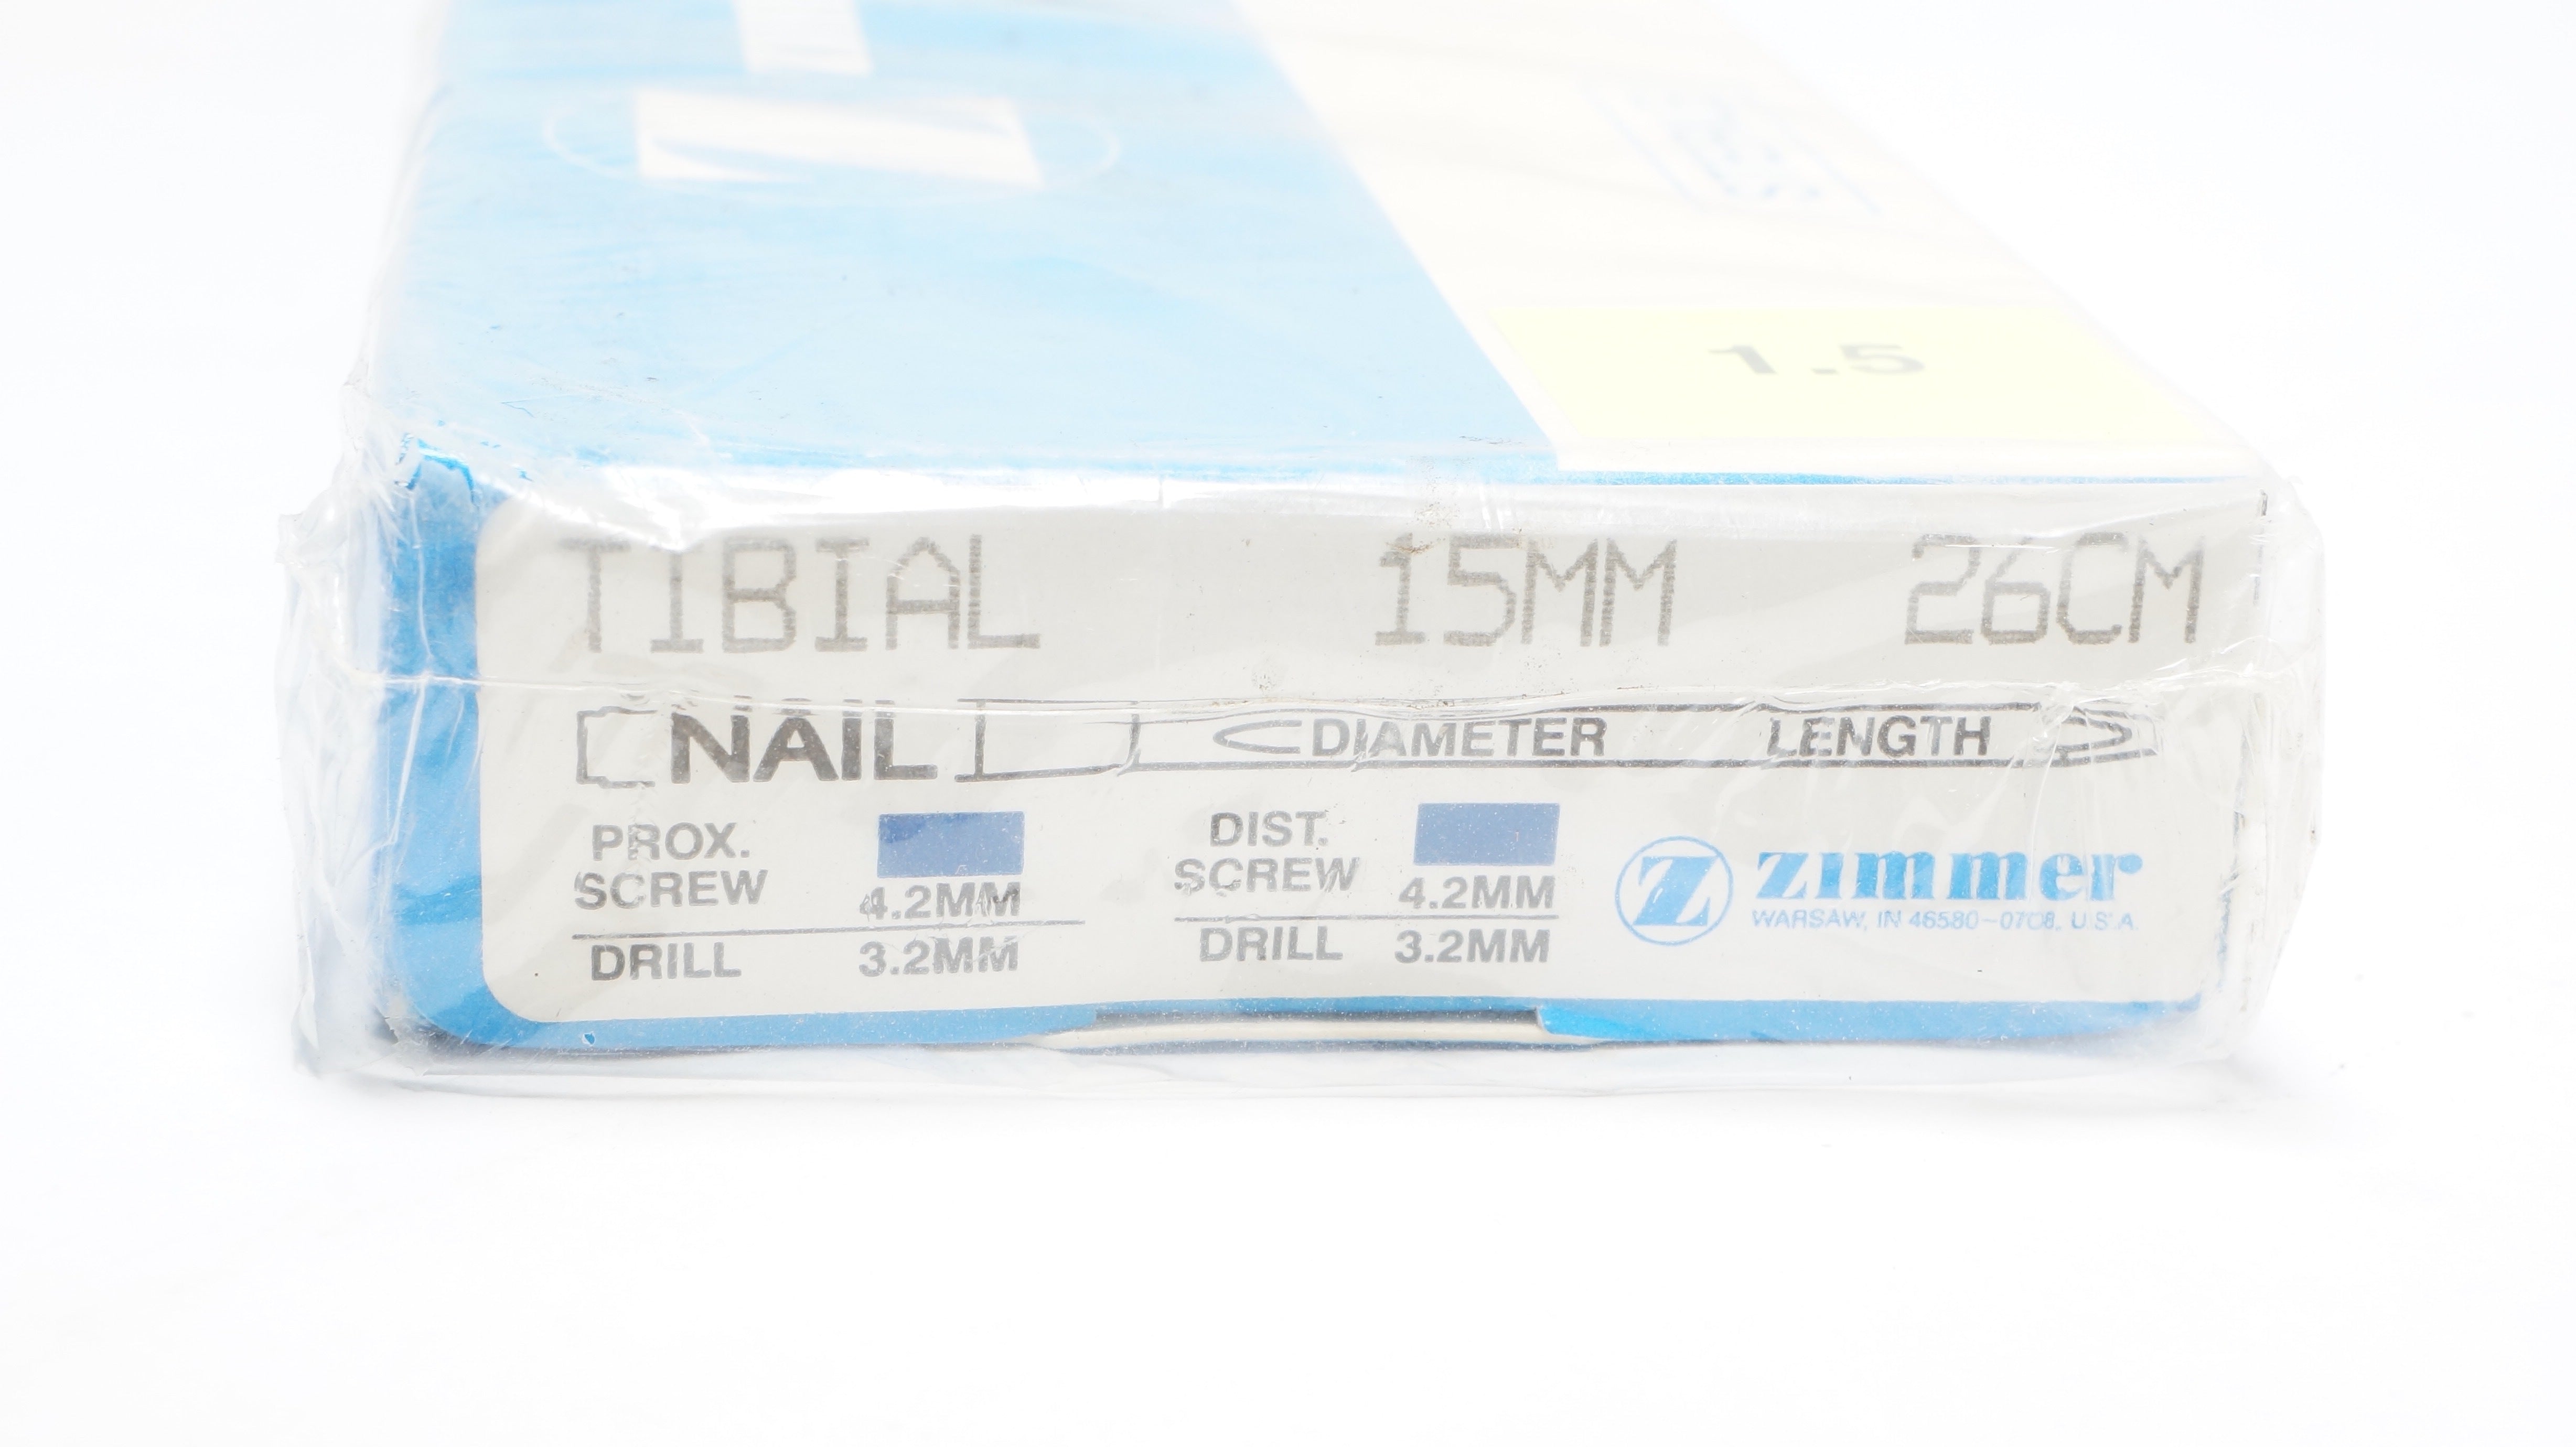 1.5
TIBIAL 15MM 26CM
NAIL DIAMETER LENGTH
PROX. SCREW 4.2MM
DRILL 3.2MM
DIST. SCREW 4.2MM
DRILL 3.2MM
Z zimmer
WARSAW, IN 46580-0708, U.S.A.